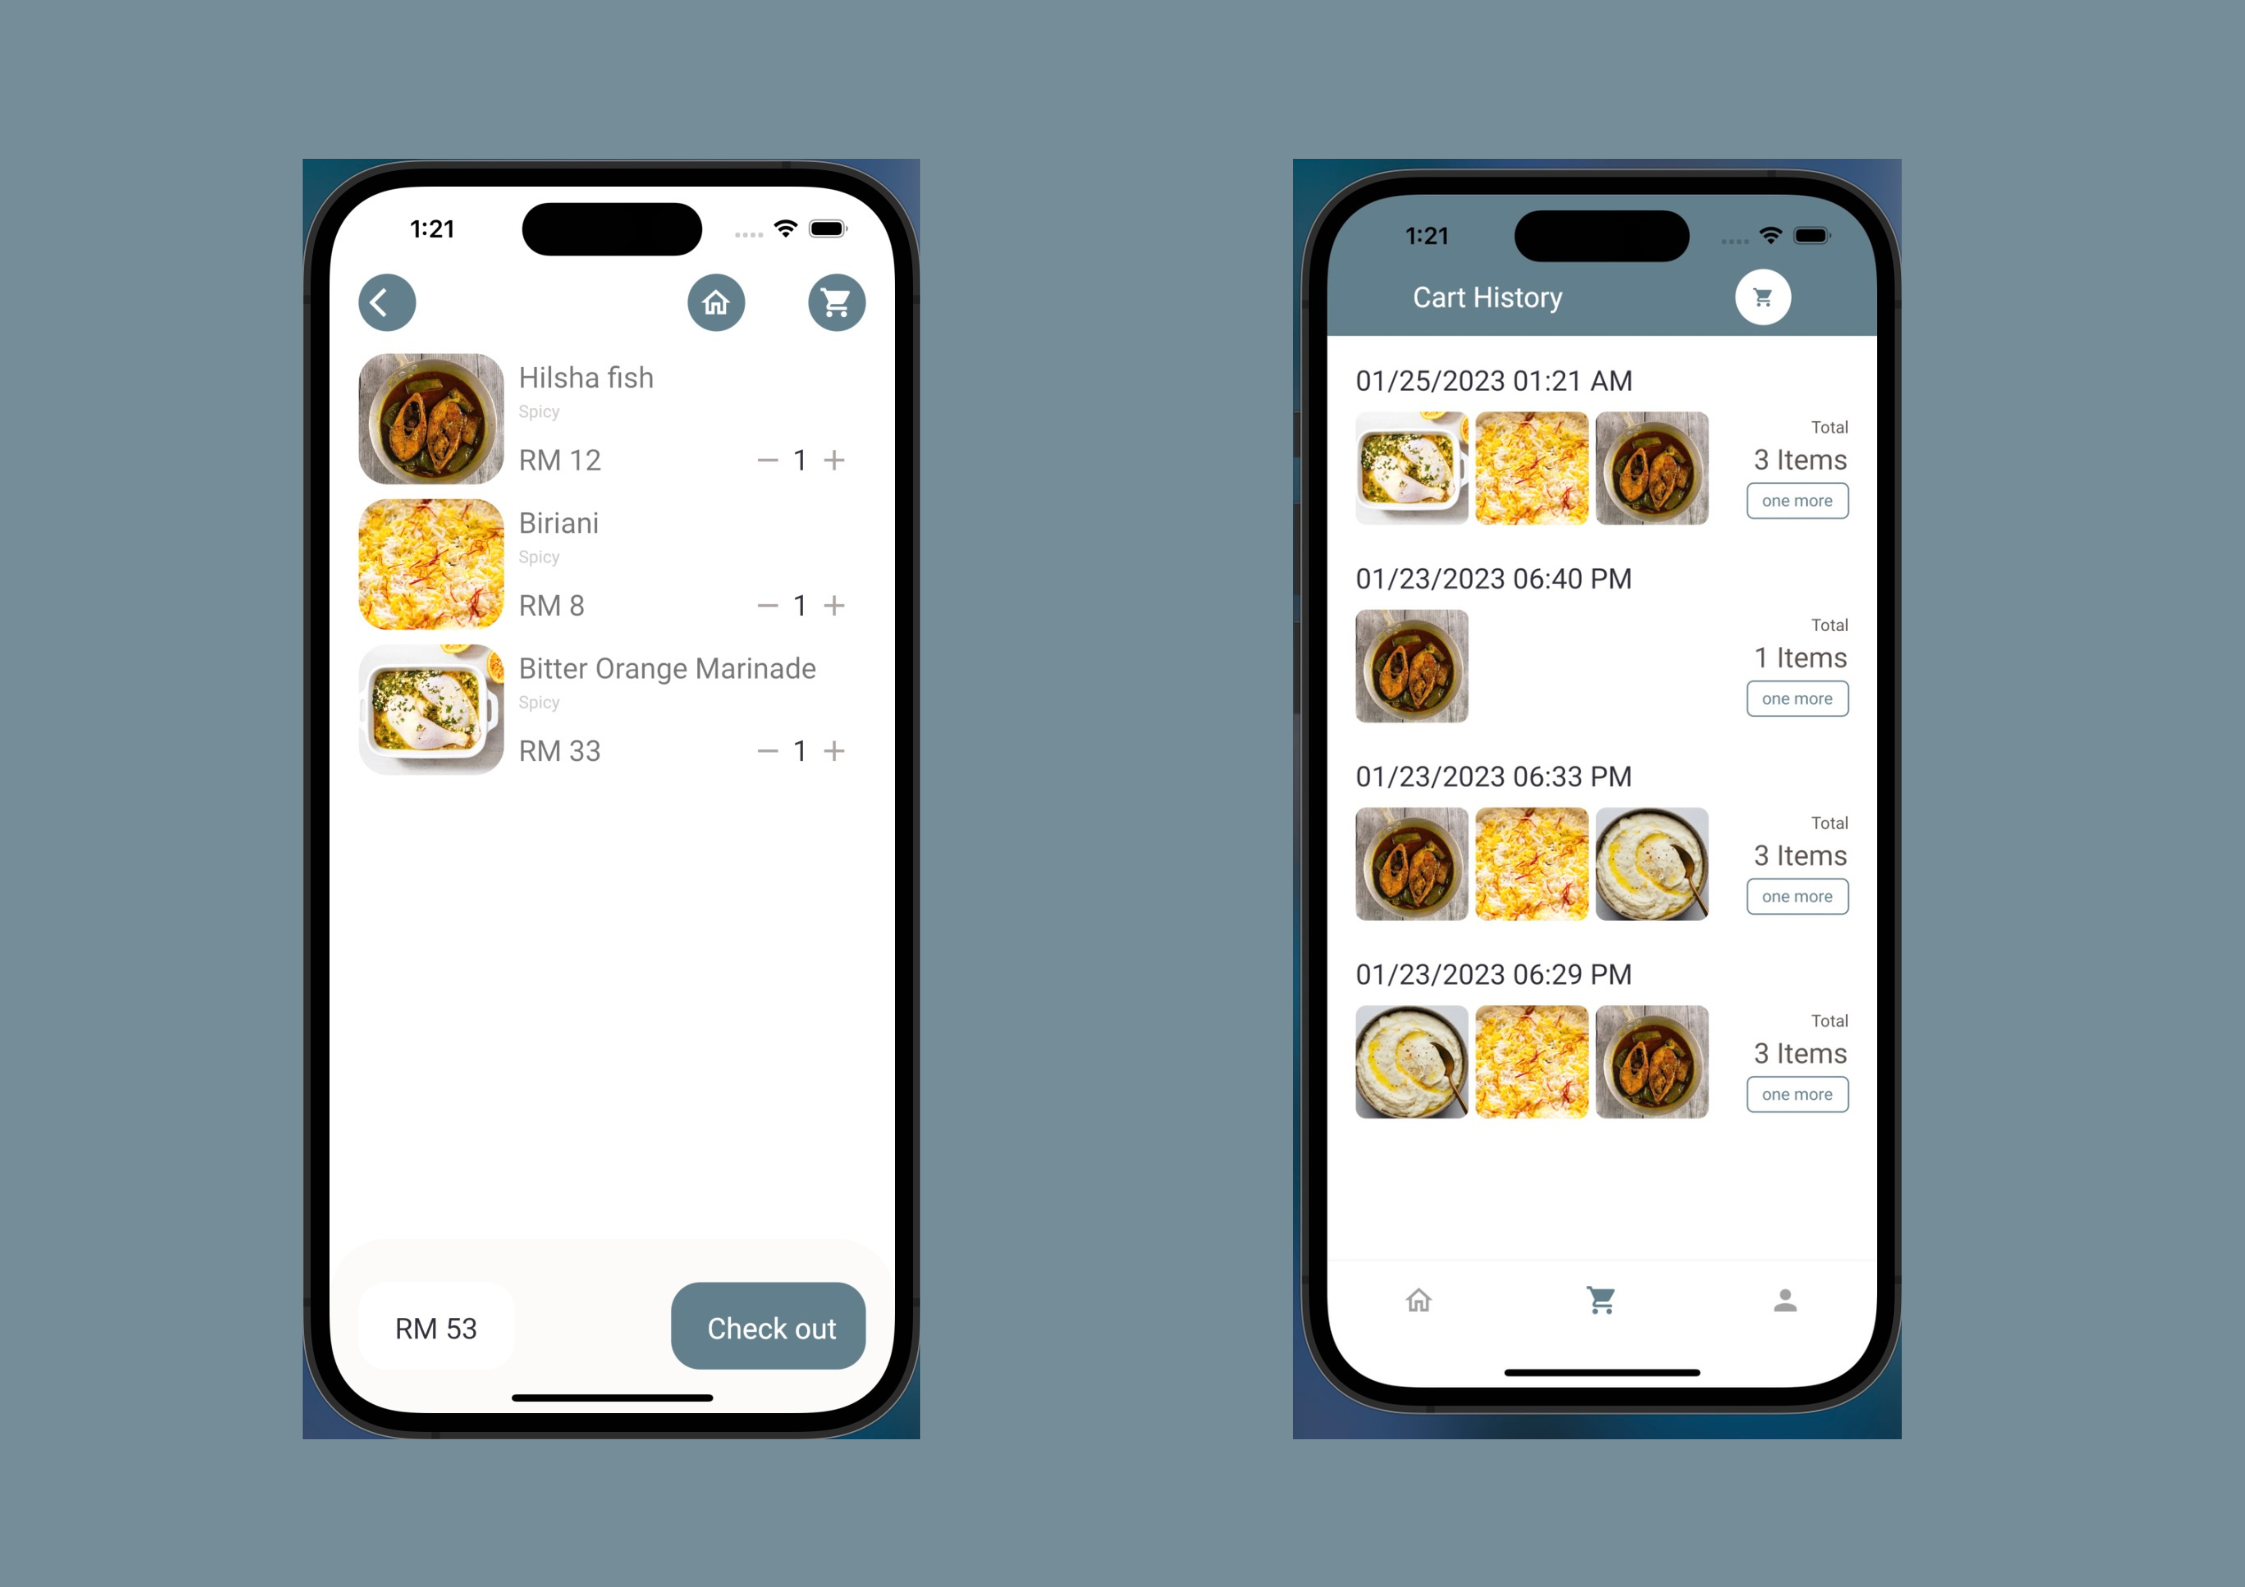 1:21
Hilsha fish
Spicy
RM 12
1
Biriani
Spicy
RM 8
1
Bitter Orange Marinade
Spicy
RM 33
1
RM 53
Check out
1:21
Cart History
01/25/2023 01:21 AM
Total
3 Items
one more
01/23/2023 06:40 PM
Total
1 Items
one more
01/23/2023 06:33 PM
Total
3 Items
one more
01/23/2023 06:29 PM
Total
3 Items
one more